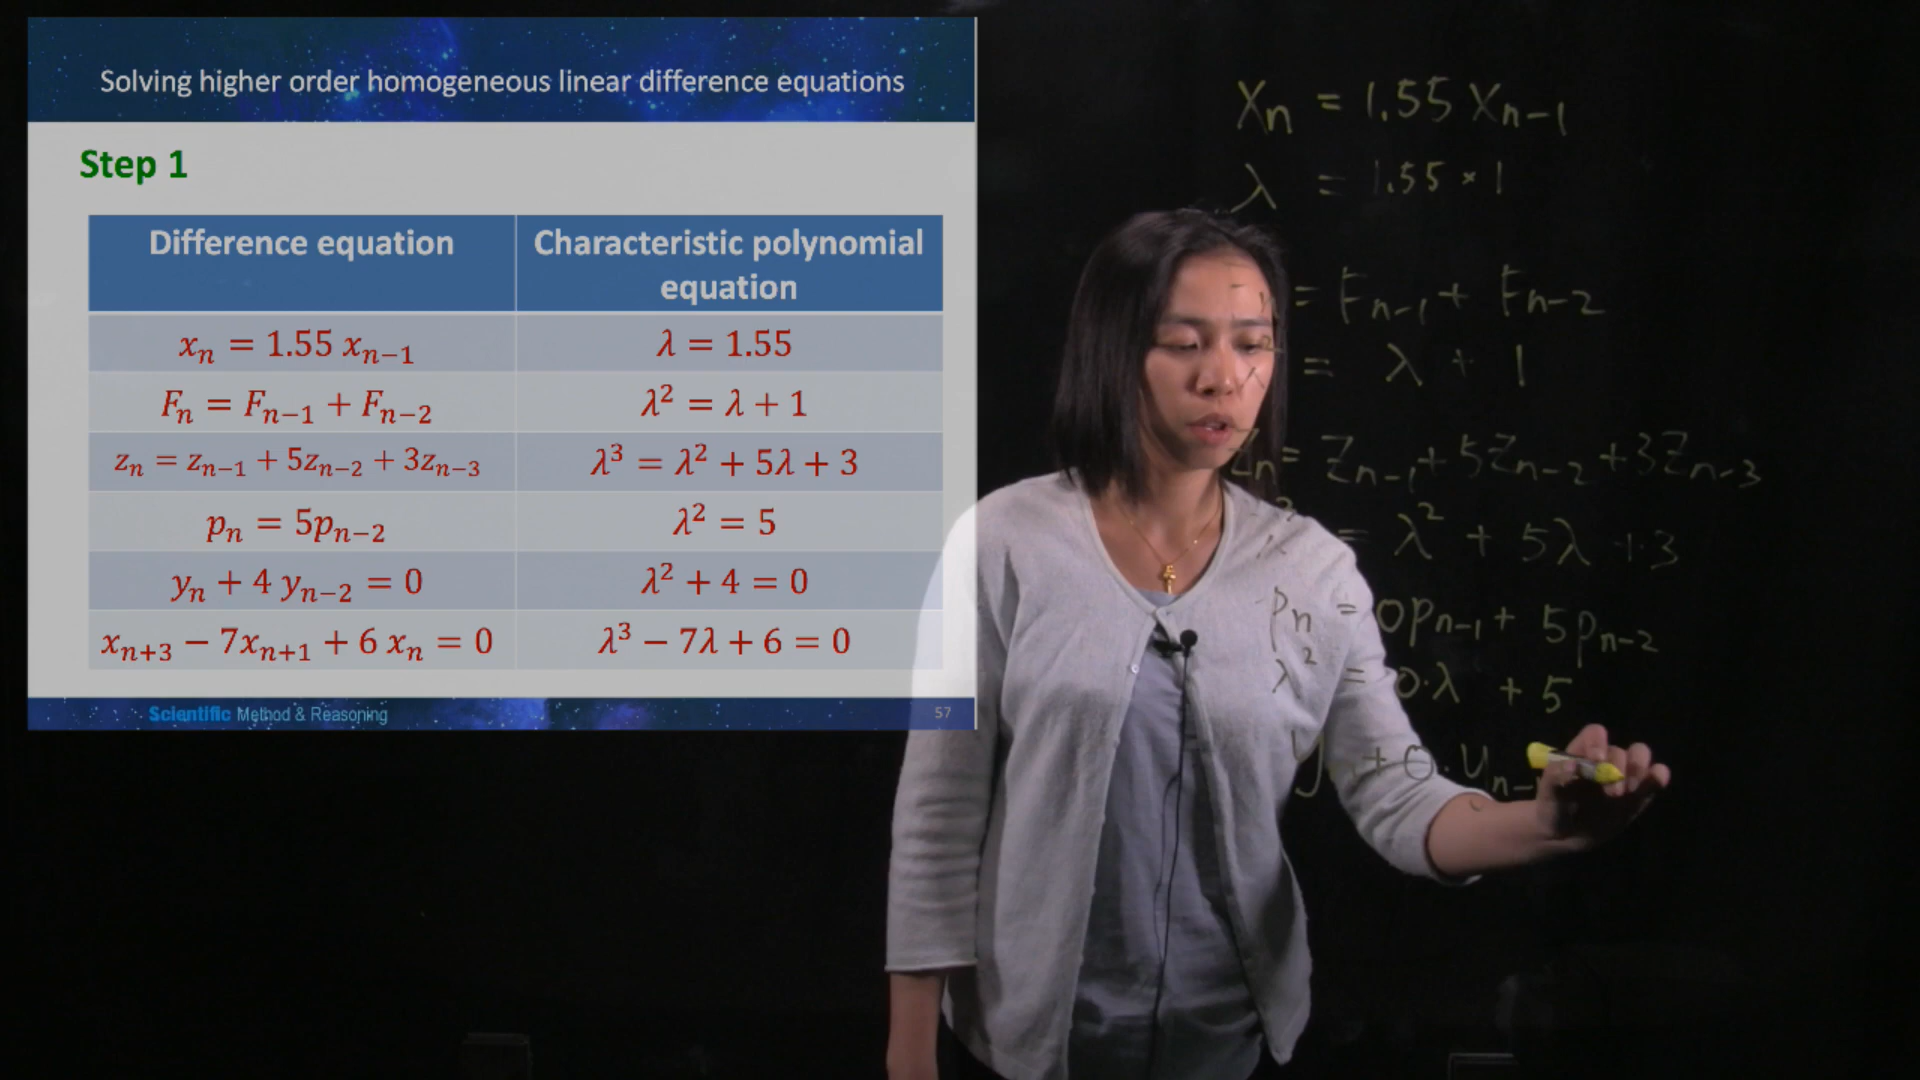 Solving higher order homogeneous linear difference equations
Step 1
Difference equation
Characteristic polynomial
equation
xₙ = 1.55 xₙ₋₁
λ = 1.55
Fₙ = Fₙ₋₁ + Fₙ₋₂
λ² = λ + 1
zₙ = zₙ₋₁ + 5zₙ₋₂ + 3zₙ₋₃
λ³ = λ² + 5λ + 3
pₙ = 5pₙ₋₂
λ² = 5
yₙ + 4 yₙ₋₂ = 0
λ² + 4 = 0
xₙ₊₃ − 7xₙ₊₁ + 6 xₙ = 0
λ³ − 7λ + 6 = 0
Scientific Method & Reasoning
57
Xₙ = 1.55 Xₙ₋₁
λ = 1.55 × 1
= Fₙ₋₁ + Fₙ₋₂
= λ + 1
Zₙ = Zₙ₋₁ + 5Zₙ₋₂ + 3Zₙ₋₃
= λ² + 5λ + 3
pₙ = 0pₙ₋₁ + 5pₙ₋₂
λ² = 0·λ + 5
y + 0·yₙ₋